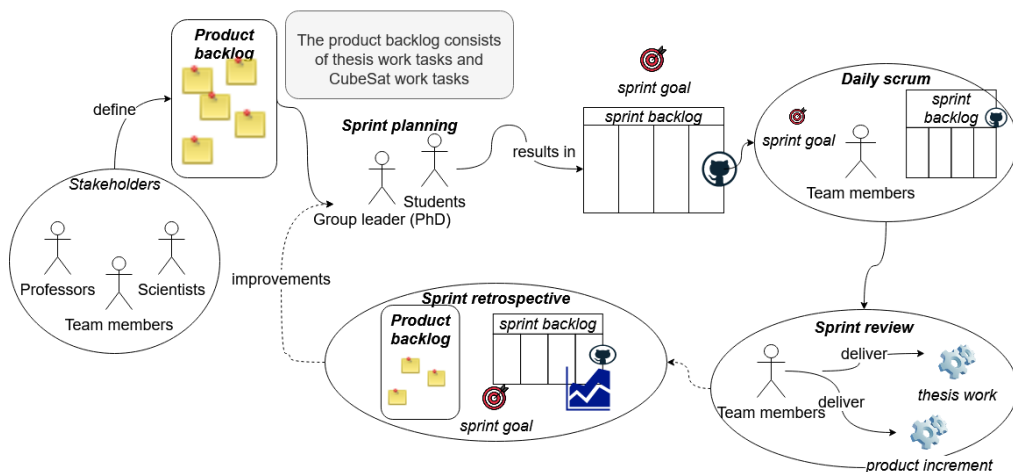 Product
backlog
The product backlog consists
of thesis work tasks and
CubeSat work tasks
define
Stakeholders
Professors
Scientists
Team members
Sprint planning
Students
Group leader (PhD)
results in
sprint goal
sprint backlog
Daily scrum
sprint goal
sprint
backlog
Team members
improvements
Sprint retrospective
Product
backlog
sprint backlog
sprint goal
Sprint review
deliver
thesis work
Team members
deliver
product increment